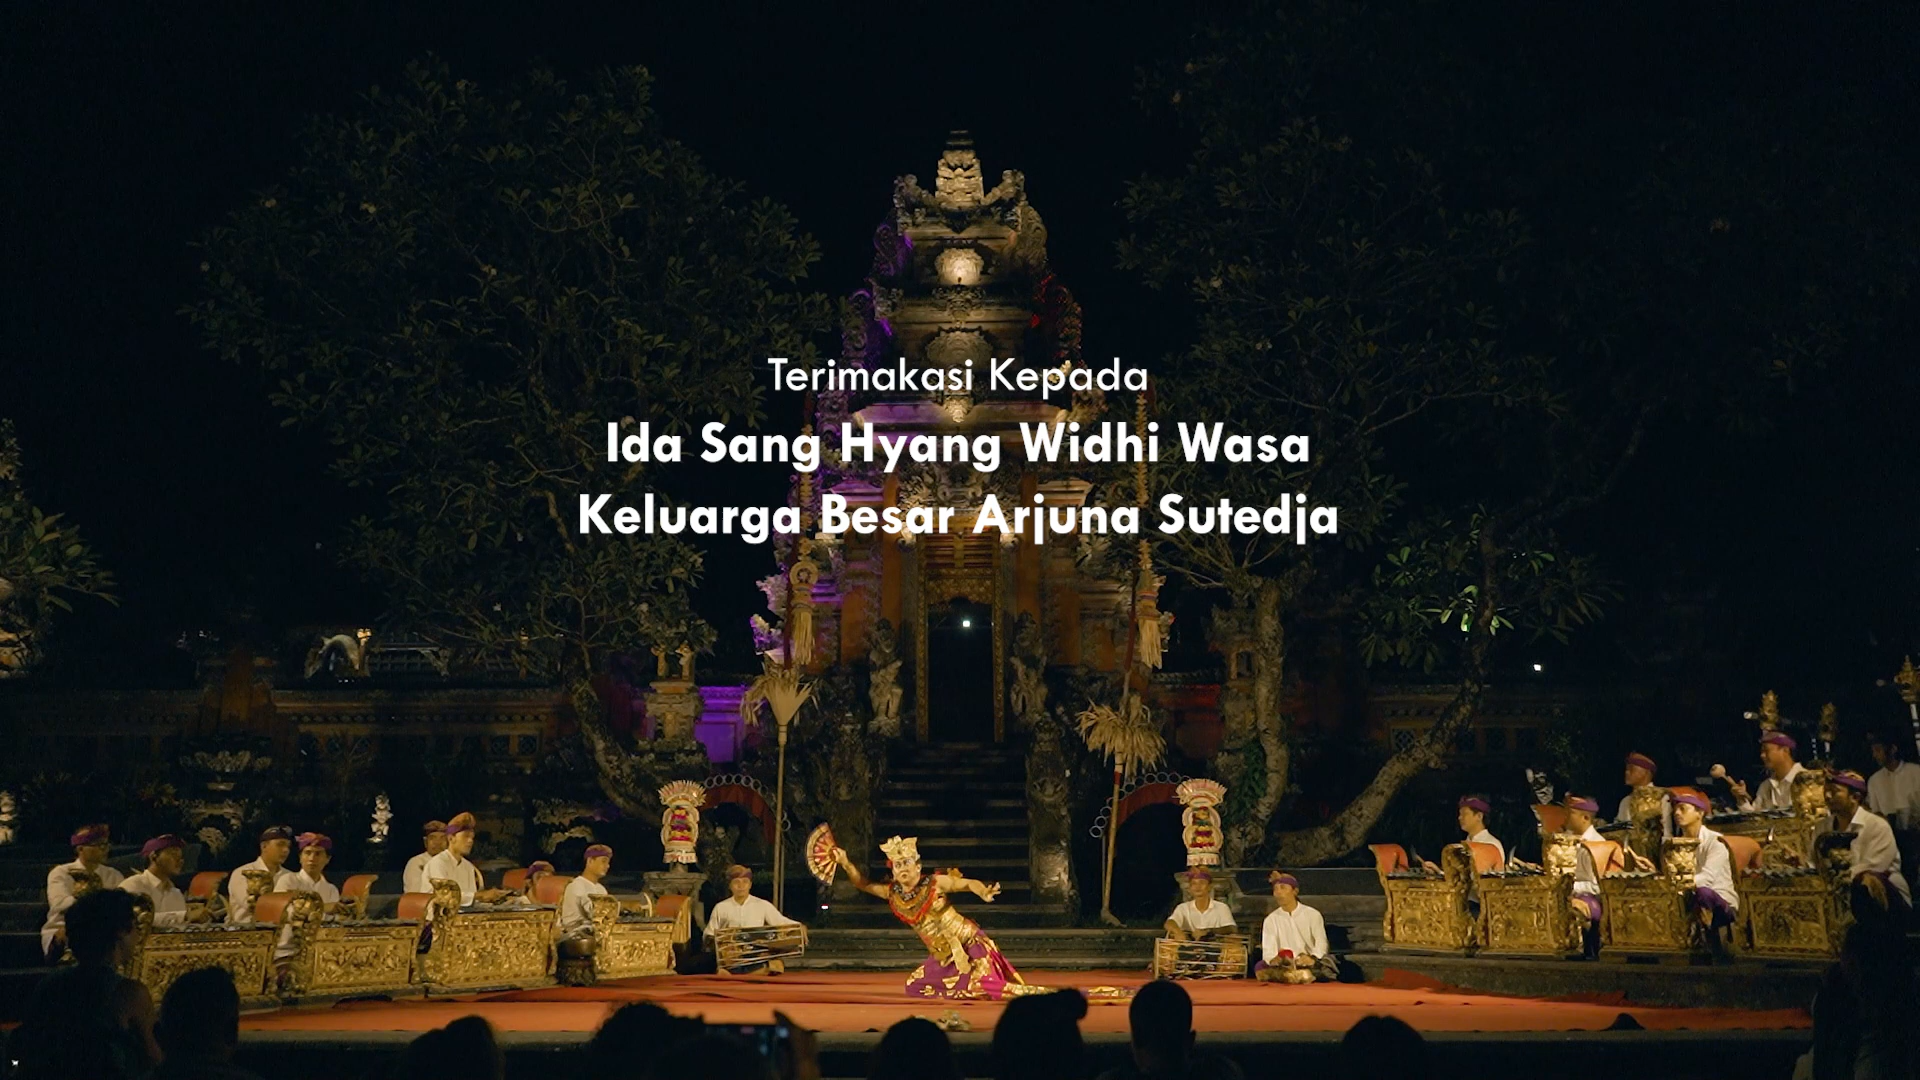 Terimakasi Kepada
Ida Sang Hyang Widhi Wasa
Keluarga Besar Arjuna Sutedja